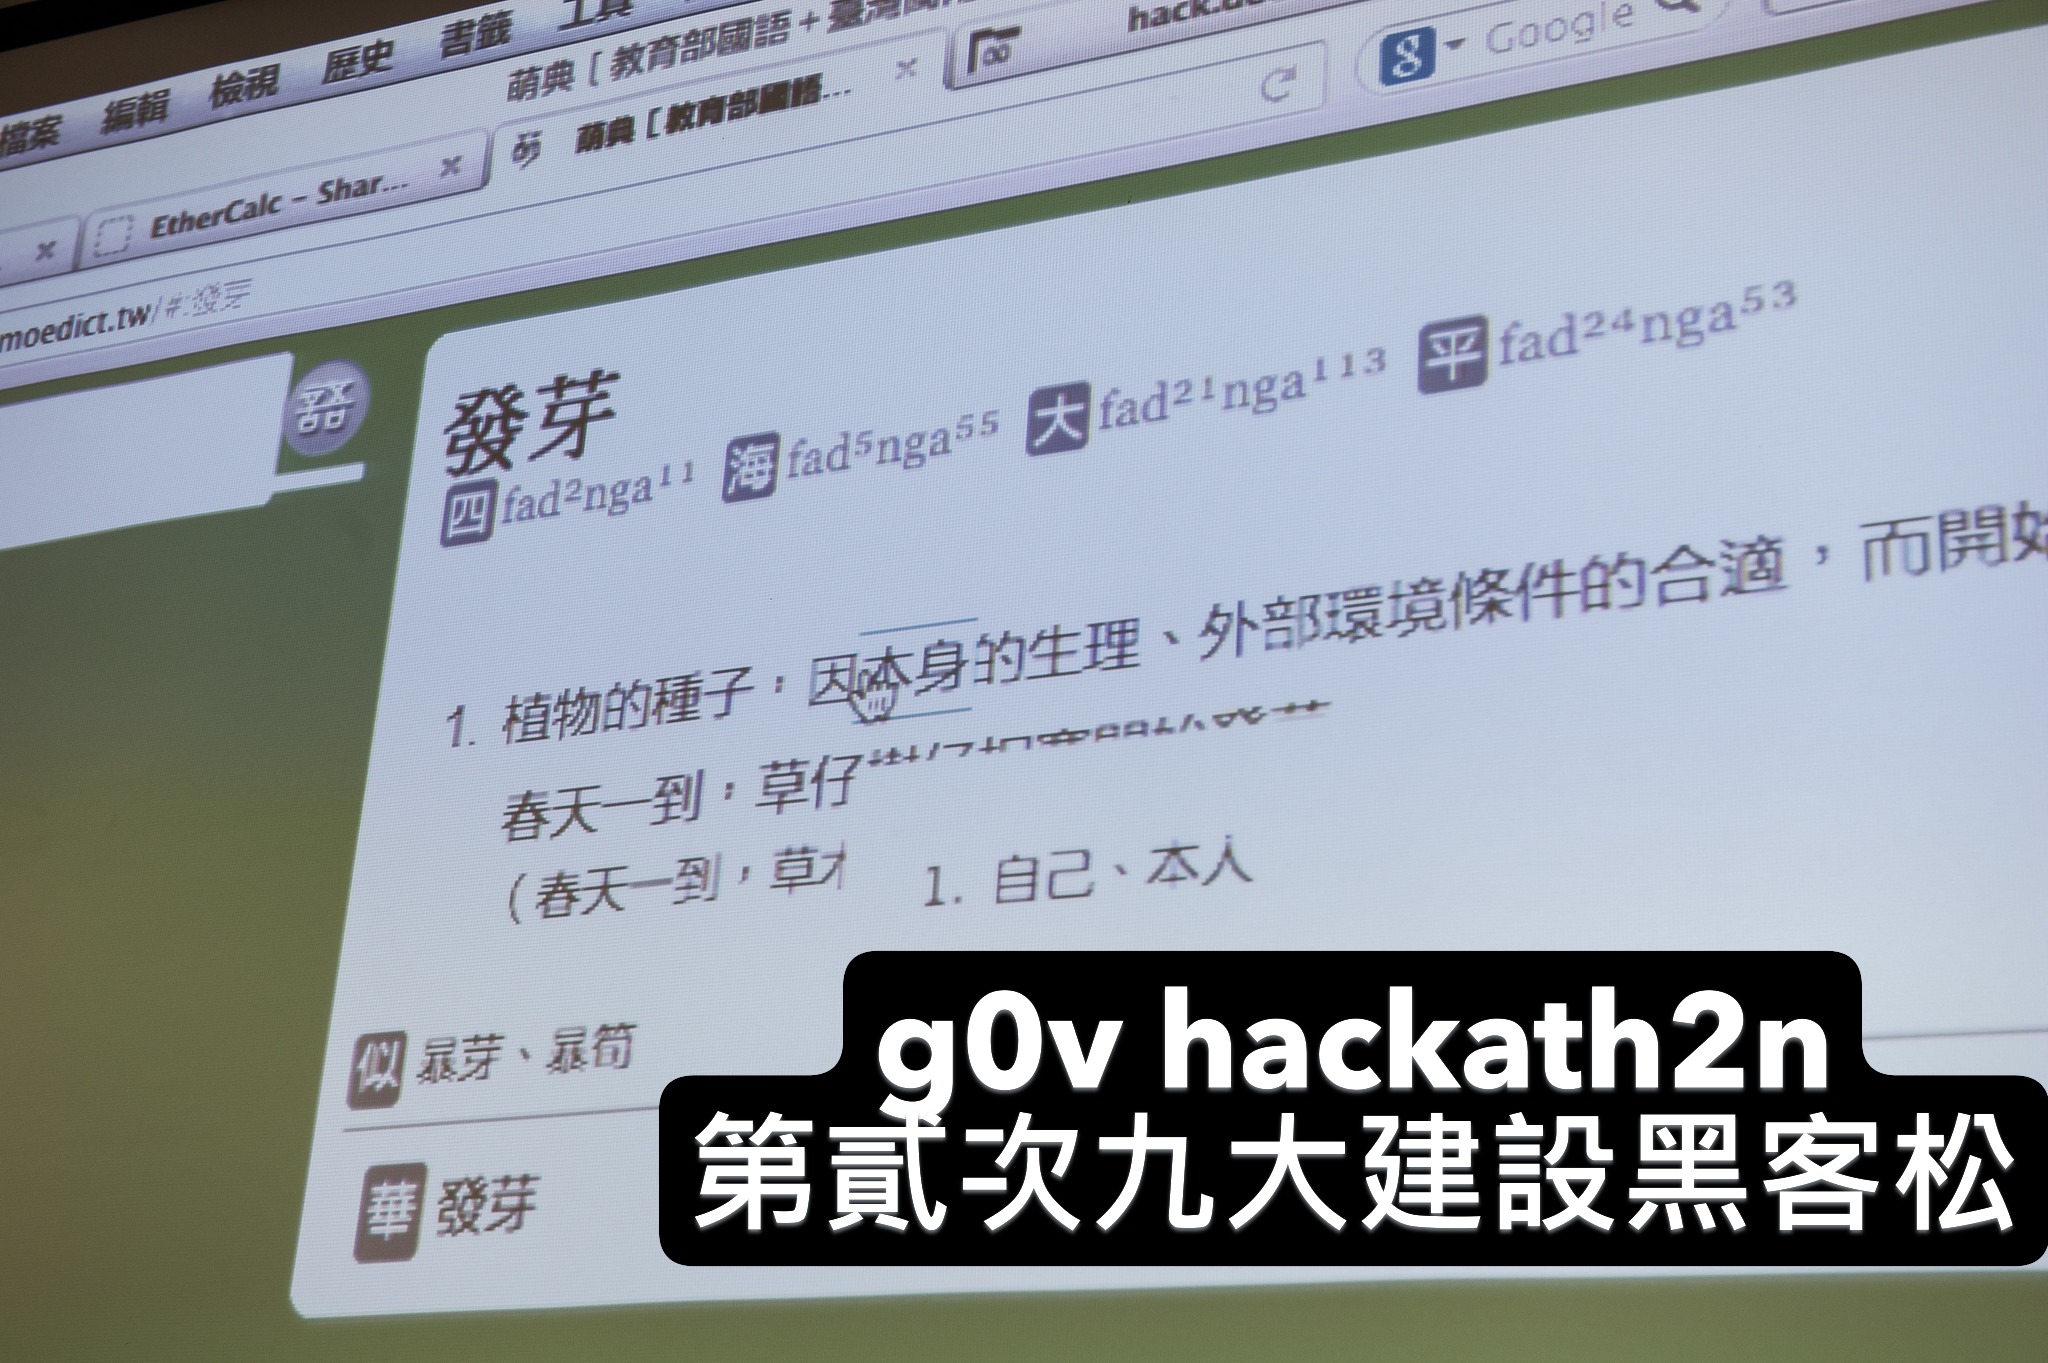 檔案 編輯 檢視 歷史 書籤 工具
萌典 [ 教育部國語 + 臺灣
EtherCalc – Shar...
萌典 [ 教育部國語...
Google
moedict.tw/#:發芽
語
發芽
四 fad²nga¹¹ 海 fad⁵nga⁵⁵ 大 fad²¹nga¹¹³ 平 fad²⁴nga⁵³
1. 植物的種子，因本身的生理、外部環境條件的合適，而開始
春天一到，草仔
(春天一到，草
1. 自己、本人
似 暴芽、暴筍
華 發芽
g0v hackath2n
第貳次九大建設黑客松